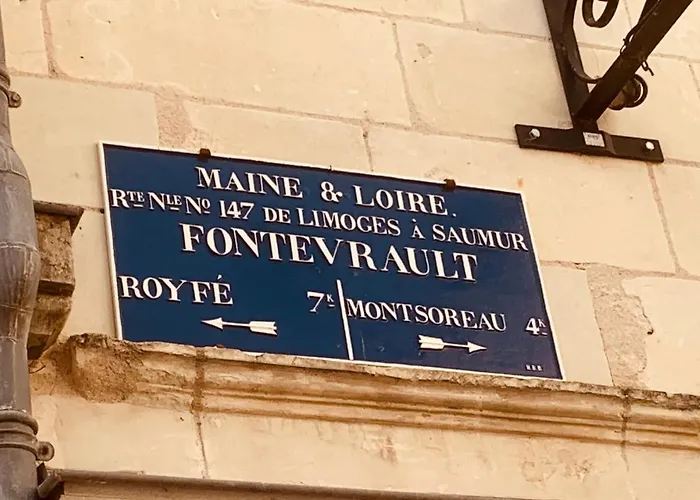 MAINE & LOIRE.
RTE NLE NO 147 DE LIMOGES À SAUMUR
FONTEVRAULT
ROYFÉ 7K
MONTSOREAU 4K